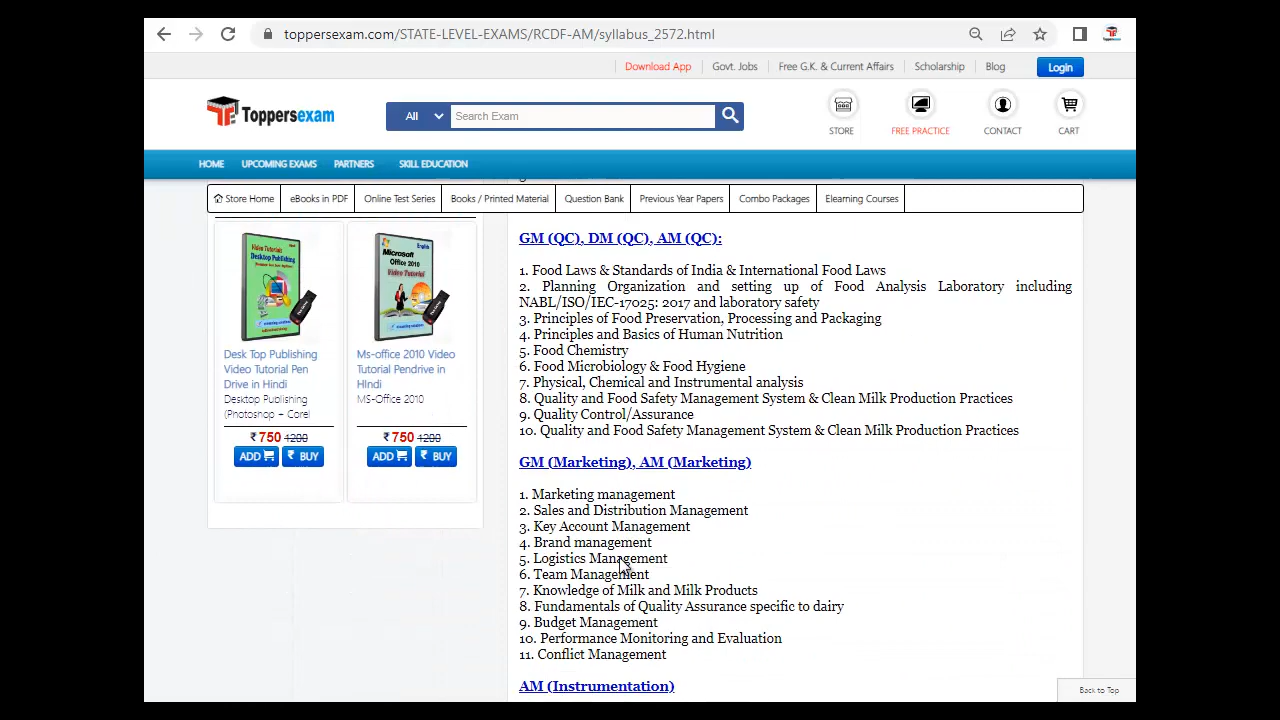 toppersexam.com/STATE-LEVEL-EXAMS/RCDF-AM/syllabus_2572.html
Download App
Govt. Jobs
Free G.K. & Current Affairs
Scholarship
Blog
Login
Toppersexam
All
Search Exam
STORE
FREE PRACTICE
CONTACT
CART
HOME
UPCOMING EXAMS
PARTNERS
SKILL EDUCATION
Store Home
eBooks in PDF
Online Test Series
Books / Printed Material
Question Bank
Previous Year Papers
Combo Packages
Elearning Courses
Desktop Publishing
Desk Top Publishing
Video Tutorial Pen
Drive in Hindi
Desktop Publishing
(Photoshop + Corel
₹ 750 1200
ADD
₹ BUY
English
Microsoft
Office 2010
Video Tutorial
Ms-office 2010 Video
Tutorial Pendrive in
HIndi
MS-Office 2010
₹ 750 1200
ADD
₹ BUY
GM (QC), DM (QC), AM (QC):
1. Food Laws & Standards of India & International Food Laws
2. Planning Organization and setting up of Food Analysis Laboratory including
NABL/ISO/IEC-17025: 2017 and laboratory safety
3. Principles of Food Preservation, Processing and Packaging
4. Principles and Basics of Human Nutrition
5. Food Chemistry
6. Food Microbiology & Food Hygiene
7. Physical, Chemical and Instrumental analysis
8. Quality and Food Safety Management System & Clean Milk Production Practices
9. Quality Control/Assurance
10. Quality and Food Safety Management System & Clean Milk Production Practices
GM (Marketing), AM (Marketing)
1. Marketing management
2. Sales and Distribution Management
3. Key Account Management
4. Brand management
5. Logistics Management
6. Team Management
7. Knowledge of Milk and Milk Products
8. Fundamentals of Quality Assurance specific to dairy
9. Budget Management
10. Performance Monitoring and Evaluation
11. Conflict Management
AM (Instrumentation)
Back to Top